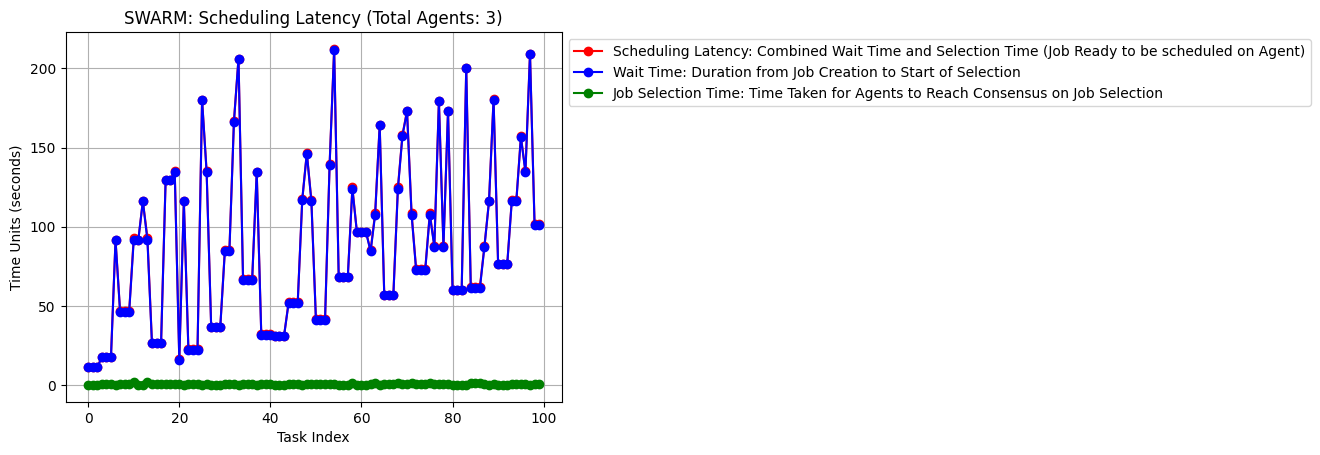 SWARM: Scheduling Latency (Total Agents: 3)
Scheduling Latency: Combined Wait Time and Selection Time (Job Ready to be scheduled on Agent)
Wait Time: Duration from Job Creation to Start of Selection
Job Selection Time: Time Taken for Agents to Reach Consensus on Job Selection
Time Units (seconds)
200
150
100
50
0
0 20 40 60 80 100
Task Index